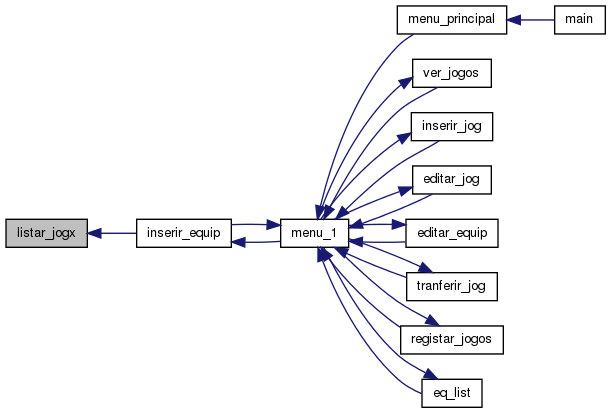 menu_principal
main
ver_jogos
inserir_jog
editar_jog
listar_jogx
inserir_equip
menu_1
editar_equip
tranferir_jog
registar_jogos
eq_list